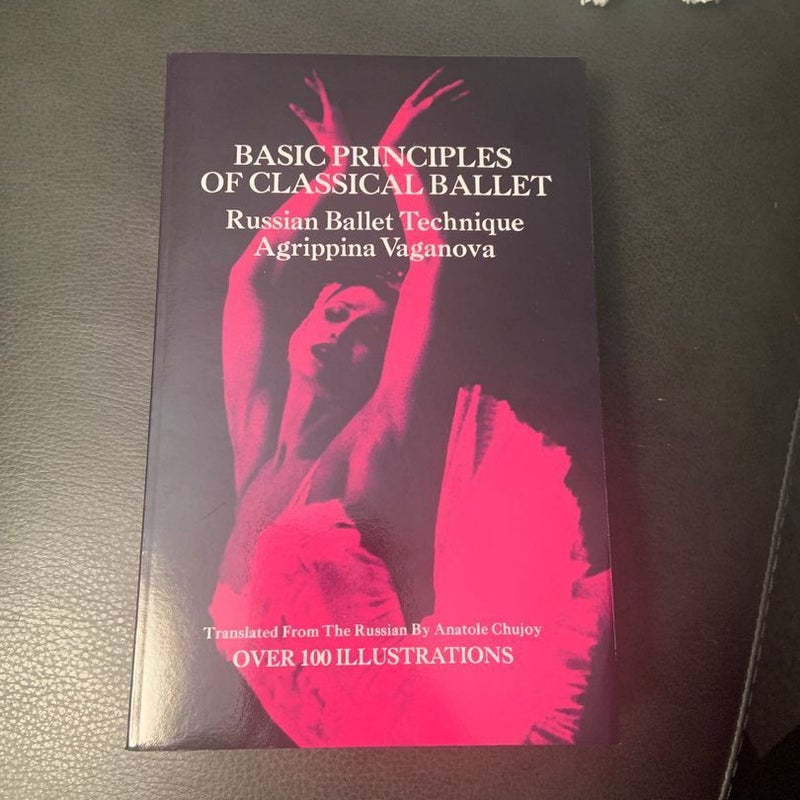 BASIC PRINCIPLES
OF CLASSICAL BALLET
Russian Ballet Technique
Agrippina Vaganova
Translated From The Russian By Anatole Chujoy
OVER 100 ILLUSTRATIONS